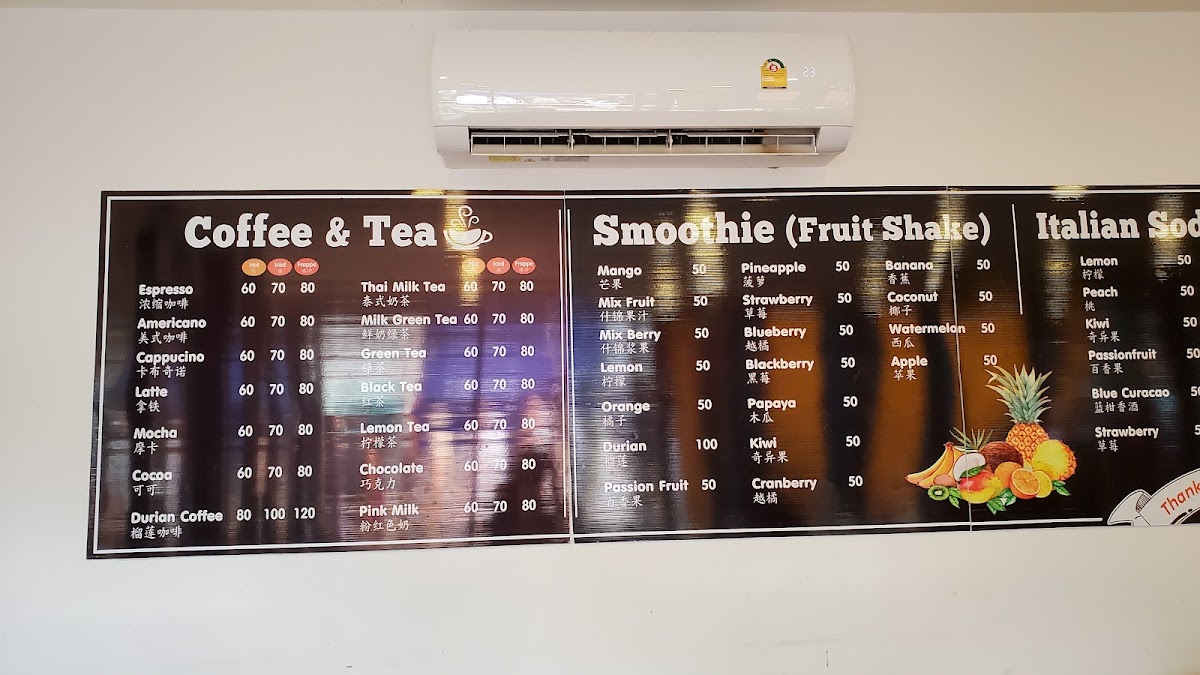 23
Coffee & Tea
Hot Iced Frappe
Espresso 60 70 80
浓缩咖啡
Americano 60 70 80
美式咖啡
Cappucino 60 70 80
卡布奇诺
Latte 60 70 80
拿铁
Mocha 60 70 80
摩卡
Cocoa 60 70 80
可可
Durian Coffee 80 100 120
榴莲咖啡
Iced Frappe
Thai Milk Tea 60 70 80
泰式奶茶
Milk Green Tea 60 70 80
鲜奶绿茶
Green Tea 60 70 80
绿茶
Black Tea 60 70 80
红茶
Lemon Tea 60 70 80
柠檬茶
Chocolate 60 70 80
巧克力
Pink Milk 60 70 80
粉红色奶
Smoothie (Fruit Shake)
Mango 50
芒果
Mix Fruit 50
什锦果汁
Mix Berry 50
什锦浆果
Lemon 50
柠檬
Orange 50
橘子
Durian 100
榴莲
Passion Fruit 50
百香果
Pineapple 50
菠萝
Strawberry 50
草莓
Blueberry 50
越橘
Blackberry 50
黑莓
Papaya 50
木瓜
Kiwi 50
奇异果
Cranberry 50
越橘
Banana 50
香蕉
Coconut 50
椰子
Watermelon 50
西瓜
Apple 50
苹果
Italian Sod
Lemon 50
柠檬
Peach 50
桃
Kiwi 50
奇异果
Passionfruit 50
百香果
Blue Curacao 50
蓝柑香酒
Strawberry
草莓
Thank